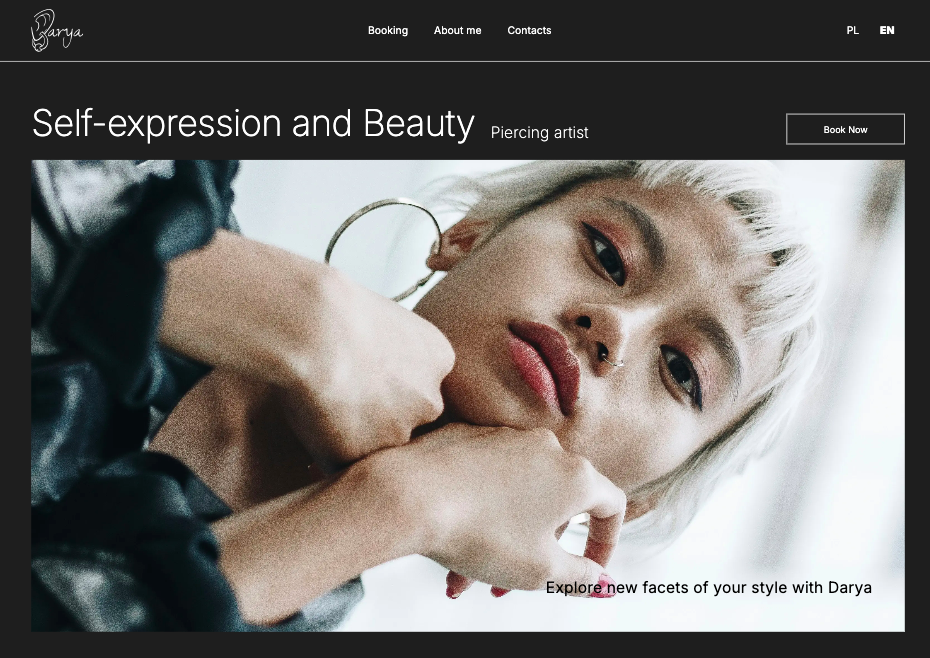 Darya
Booking About me Contacts
PL EN
Self-expression and Beauty Piercing artist
Book Now
Explore new facets of your style with Darya